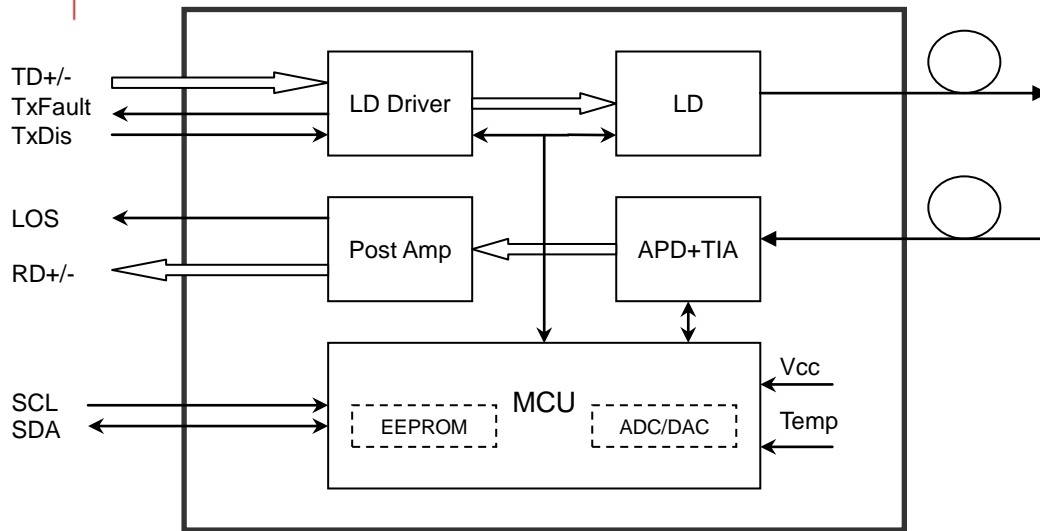 TD+/-
TxFault
TxDis
LD Driver
LD
LOS
RD+/-
Post Amp
APD+TIA
SCL
SDA
MCU
EEPROM
ADC/DAC
Vcc
Temp